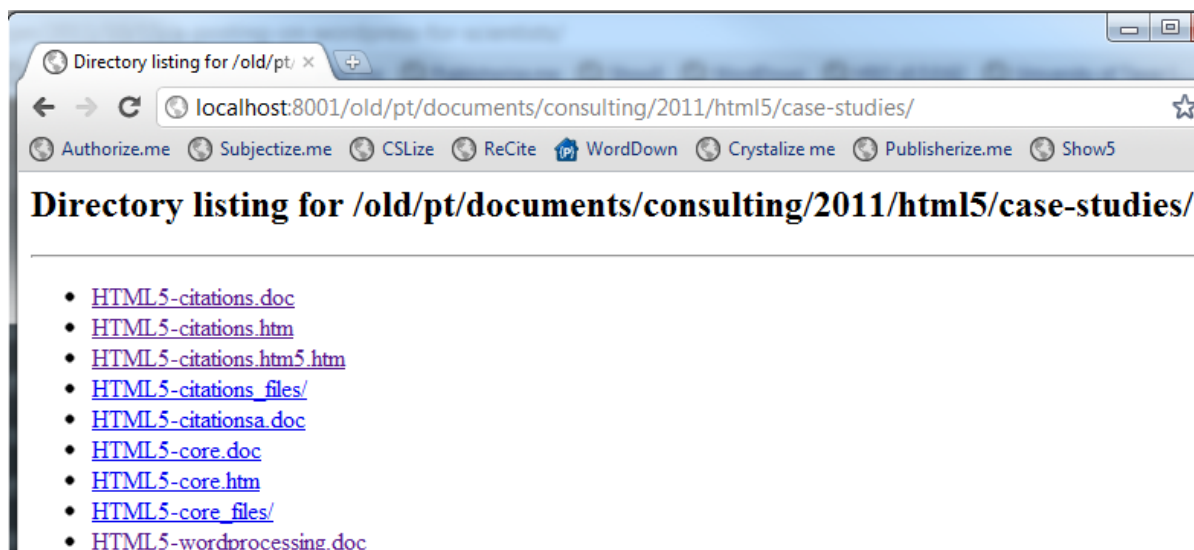 Directory listing for /old/pt/
localhost:8001/old/pt/documents/consulting/2011/html5/case-studies/
Authorize.me Subjectize.me CSLize ReCite WordDown Crystalize me Publisherize.me Show5
Directory listing for /old/pt/documents/consulting/2011/html5/case-studies/
HTML5-citations.doc
HTML5-citations.htm
HTML5-citations.htm5.htm
HTML5-citations_files/
HTML5-citationsa.doc
HTML5-core.doc
HTML5-core.htm
HTML5-core_files/
HTML5-wordprocessing.doc